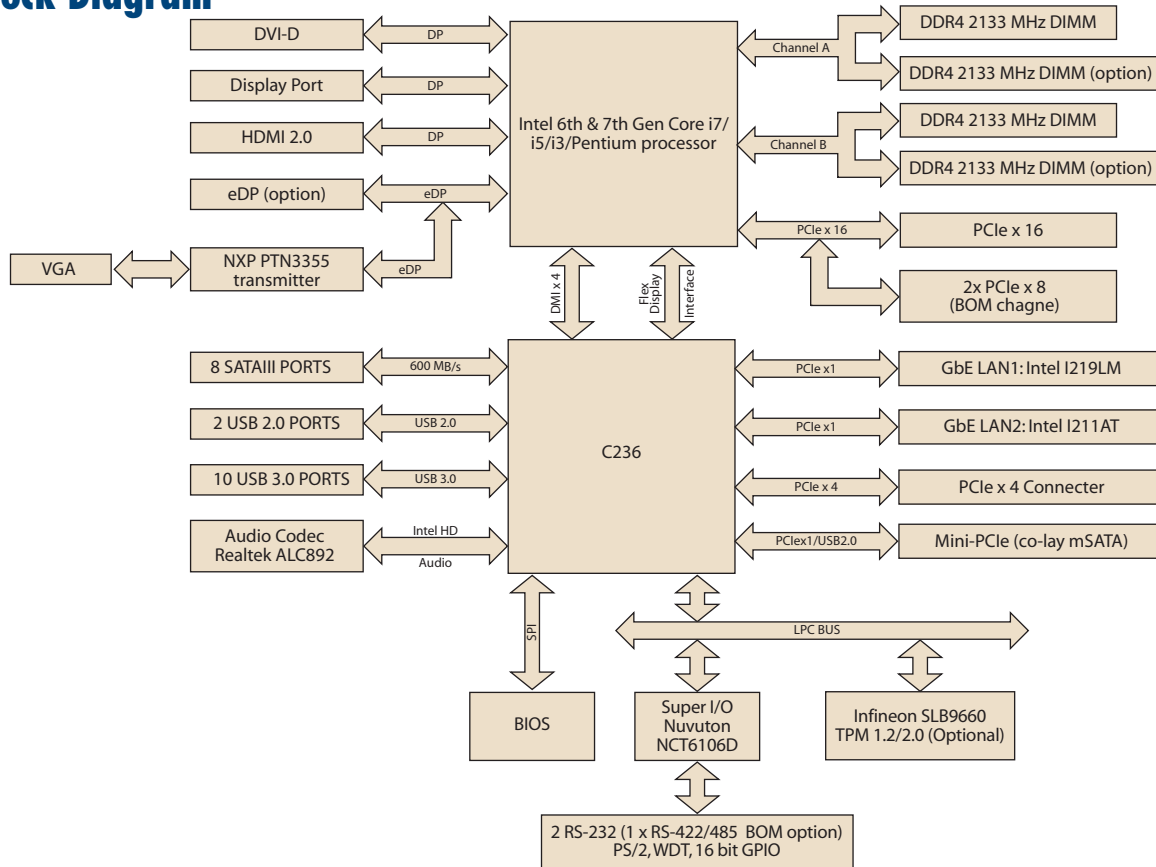 Diagram
DVI-D
DP
Display Port
DP
HDMI 2.0
DP
eDP (option)
eDP
VGA
NXP PTN3355
transmitter
eDP
Intel 6th & 7th Gen Core i7/
i5/i3/Pentium processor
Channel A
DDR4 2133 MHz DIMM
DDR4 2133 MHz DIMM (option)
Channel B
DDR4 2133 MHz DIMM
DDR4 2133 MHz DIMM (option)
PCIe x 16
PCIe x 16
2x PCIe x 8
(BOM chagne)
DMI x 4
Flex
Display
Interface
8 SATAIII PORTS
600 MB/s
2 USB 2.0 PORTS
USB 2.0
10 USB 3.0 PORTS
USB 3.0
Audio Codec
Realtek ALC892
Intel HD
Audio
C236
PCIe x1
GbE LAN1: Intel I219LM
PCIe x1
GbE LAN2: Intel I211AT
PCIe x 4
PCIe x 4 Connecter
PCIex1/USB2.0
Mini-PCIe (co-lay mSATA)
SPI
LPC BUS
BIOS
Super I/O
Nuvuton
NCT6106D
Infineon SLB9660
TPM 1.2/2.0 (Optional)
2 RS-232 (1 x RS-422/485 BOM option)
PS/2, WDT, 16 bit GPIO